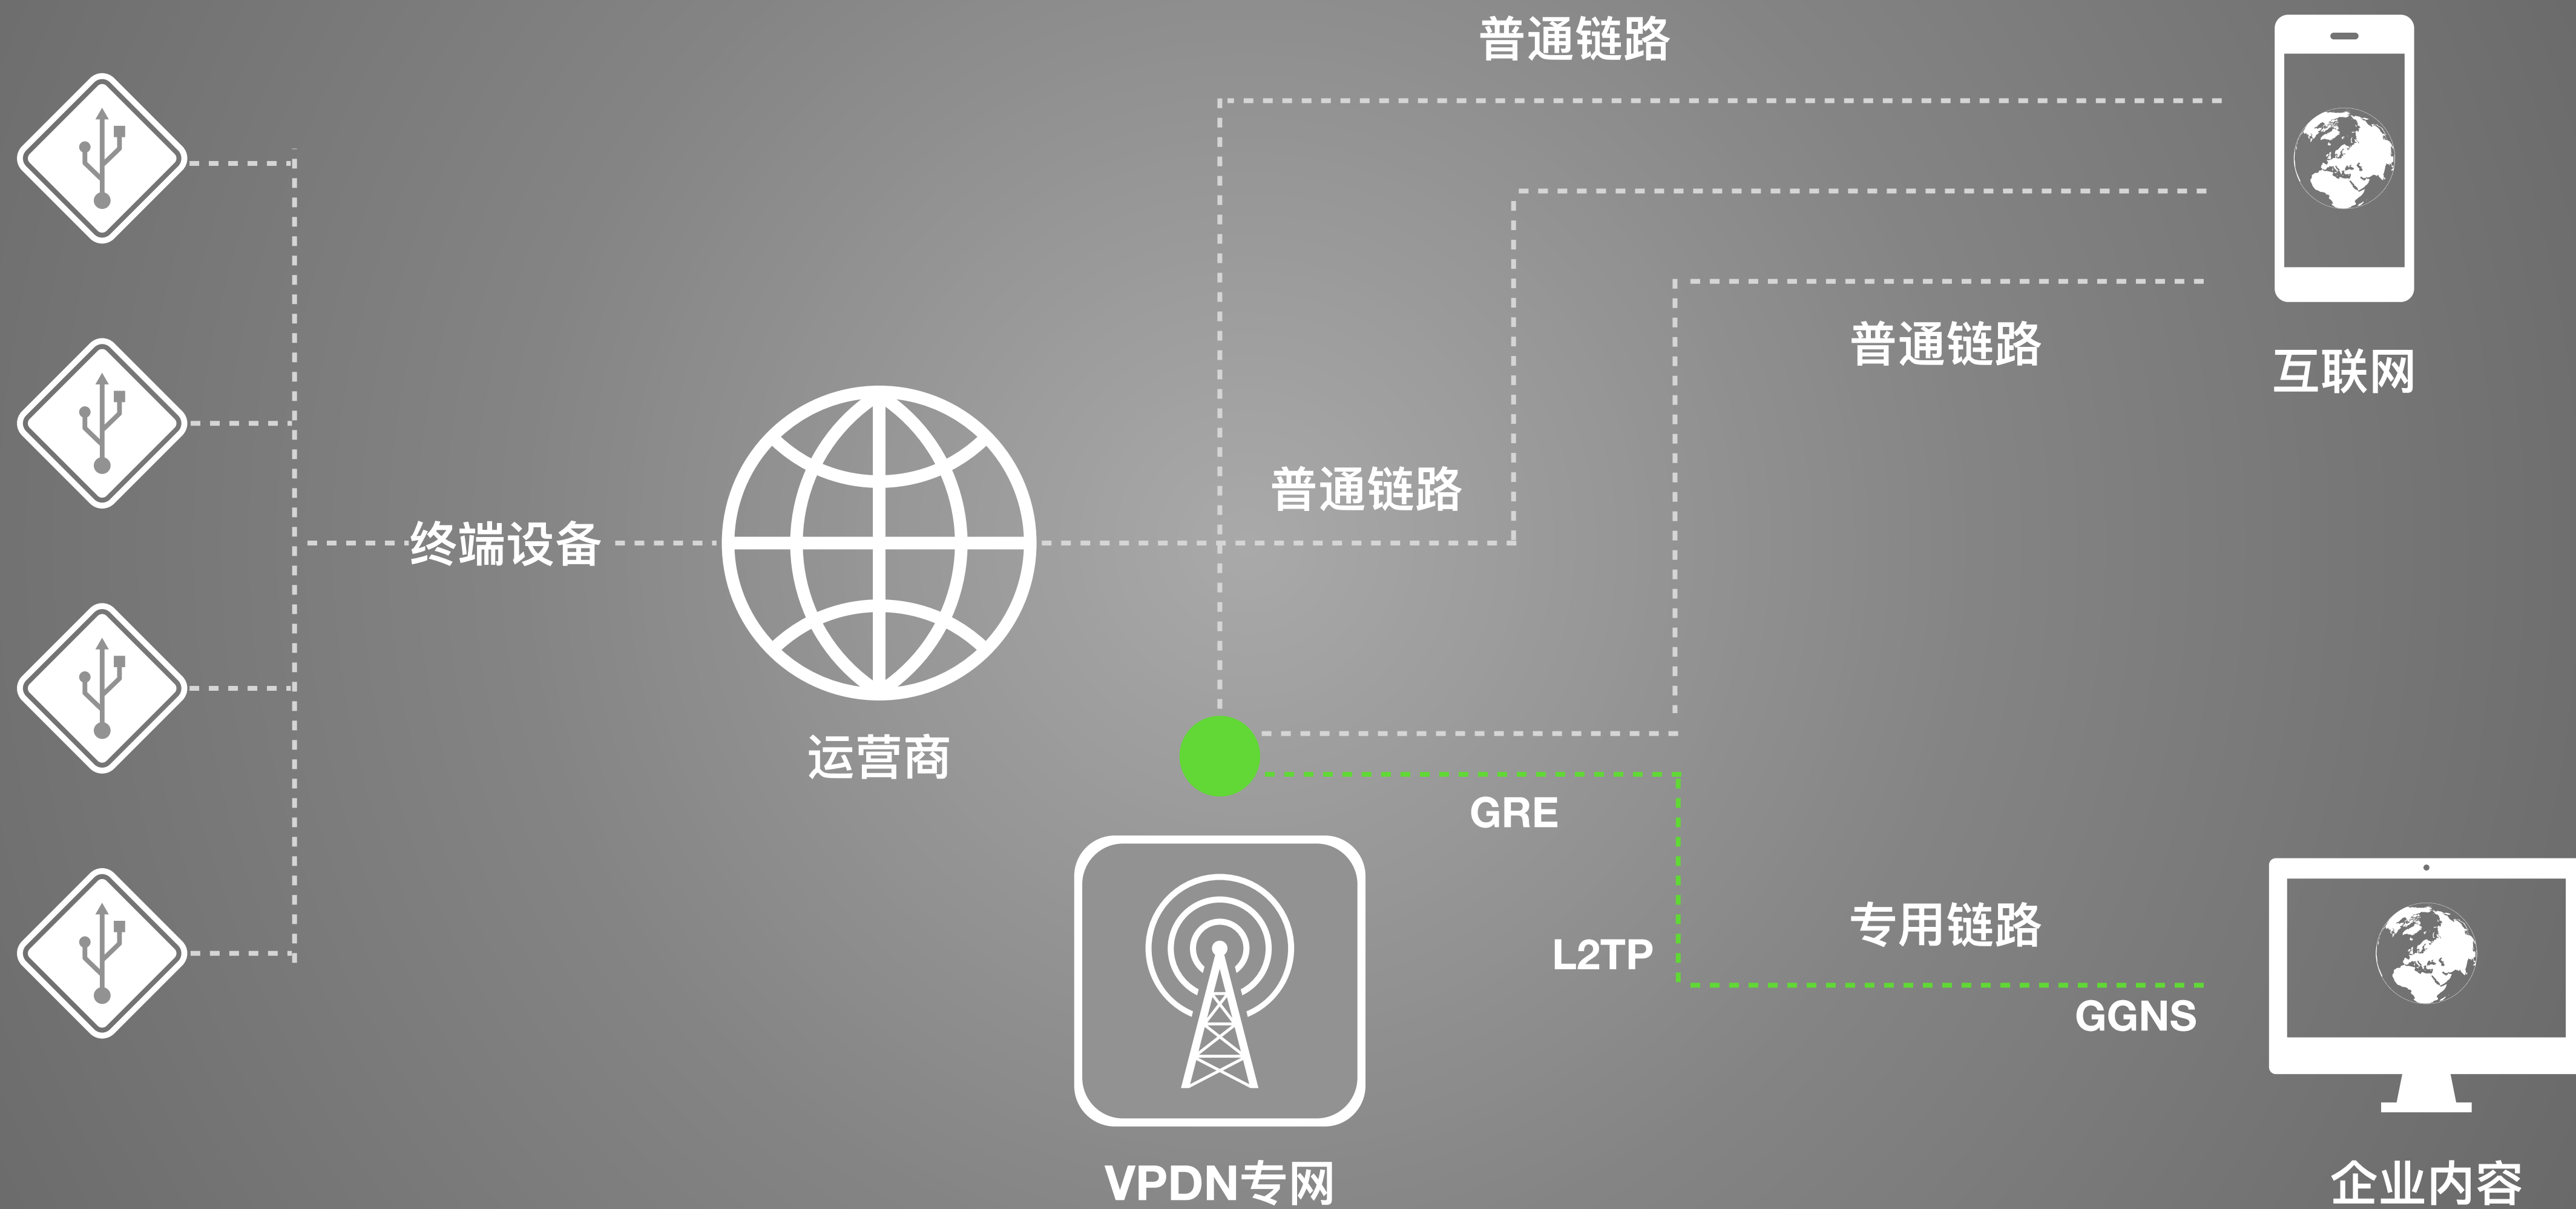 普通链路
普通链路
互联网
普通链路
终端设备
运营商
GRE
专用链路
L2TP
GGNS
VPDN专网
企业内容